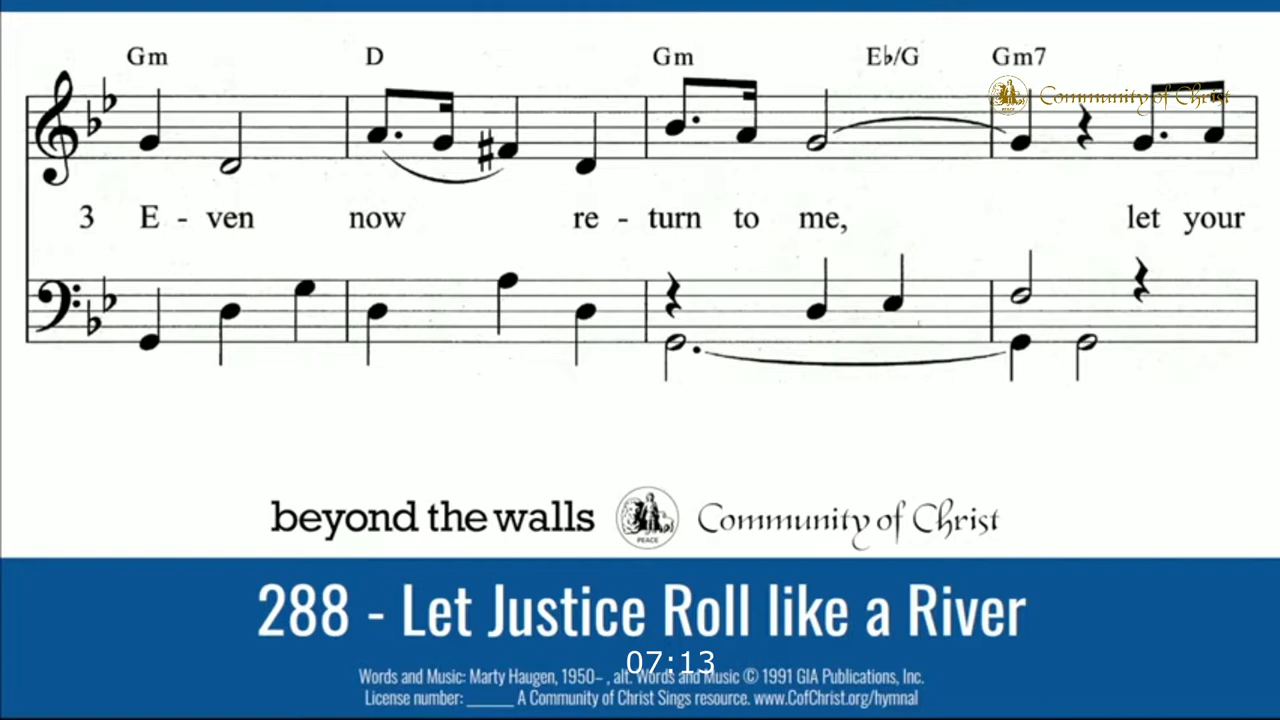 Gm D Gm E♭/G Gm7
Community of Christ
3 E - ven now re - turn to me, let your
beyond the walls PEACE Community of Christ
288 - Let Justice Roll like a River
07:13
Words and Music: Marty Haugen, 1950– , alt. Words and Music © 1991 GIA Publications, Inc.
License number: ______ A Community of Christ Sings resource. www.CofChrist.org/hymnal